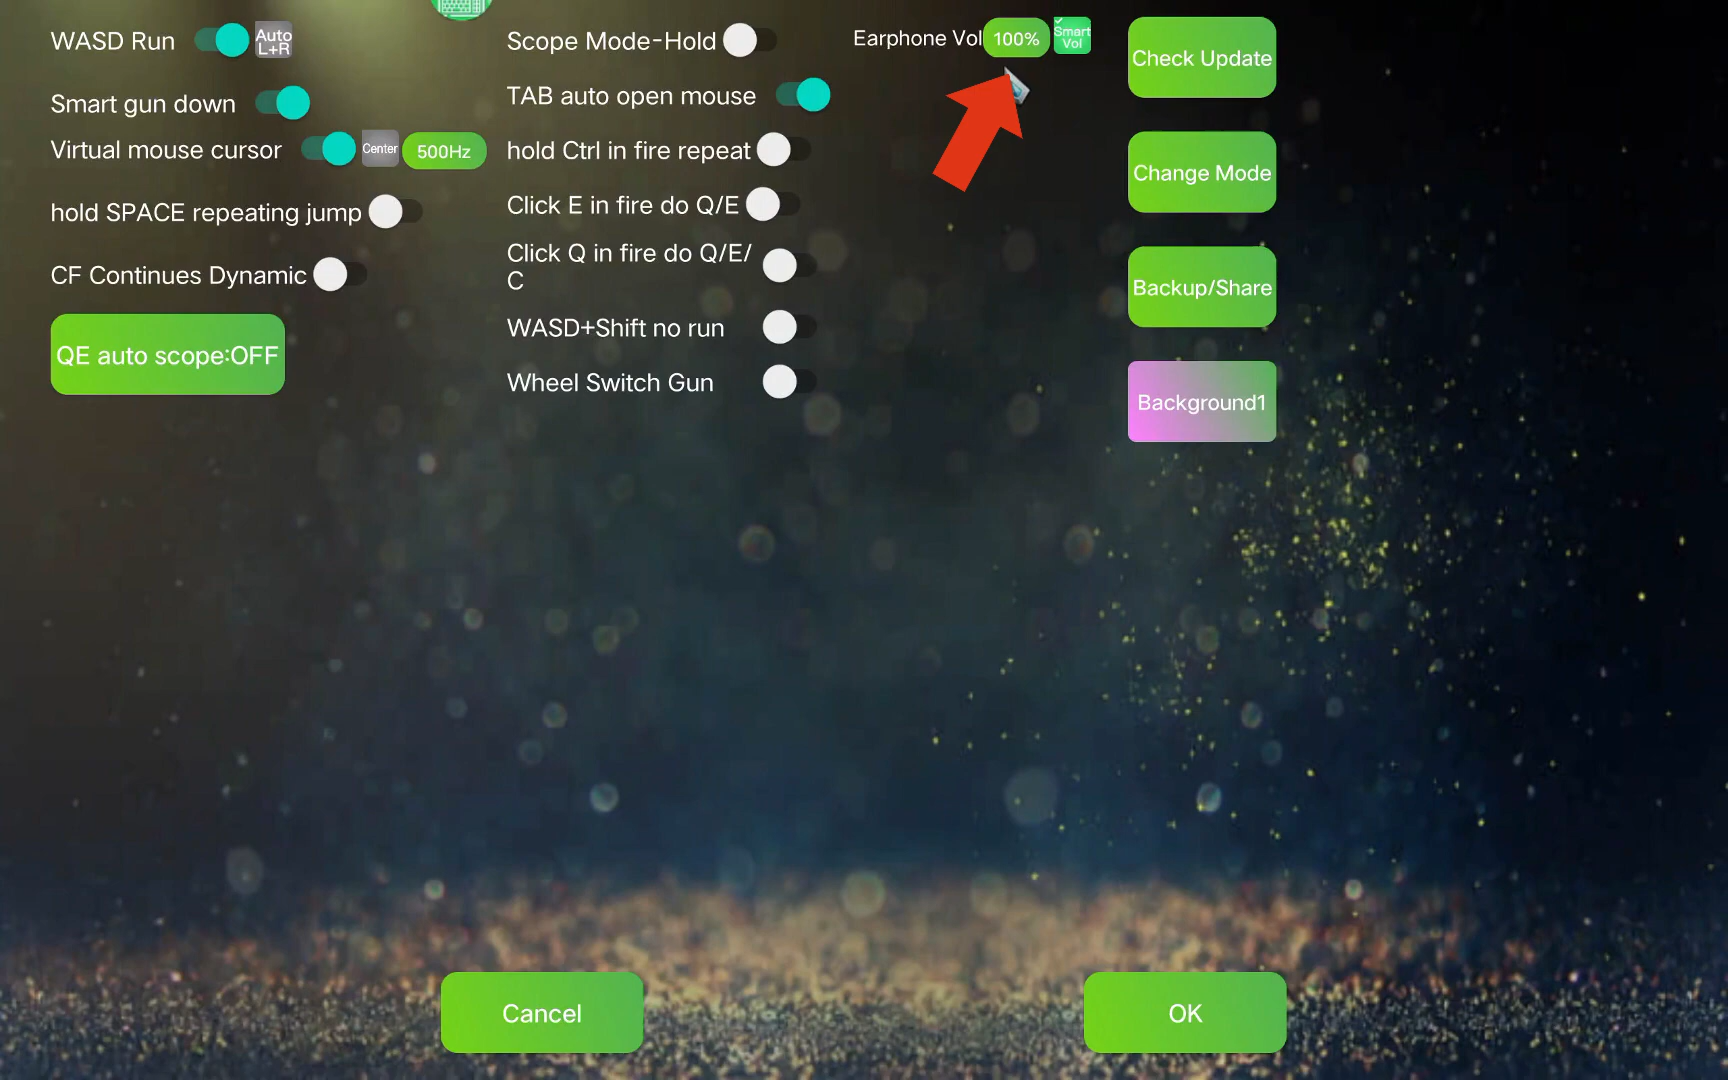 WASD Run
Auto
L+R
Smart gun down
Virtual mouse cursor
Center
500Hz
hold SPACE repeating jump
CF Continues Dynamic
QE auto scope:OFF
Scope Mode-Hold
TAB auto open mouse
hold Ctrl in fire repeat
Click E in fire do Q/E
Click Q in fire do Q/E/
C
WASD+Shift no run
Wheel Switch Gun
Earphone Vol
100%
Smart
Vol
Check Update
Change Mode
Backup/Share
Background1
Cancel
OK